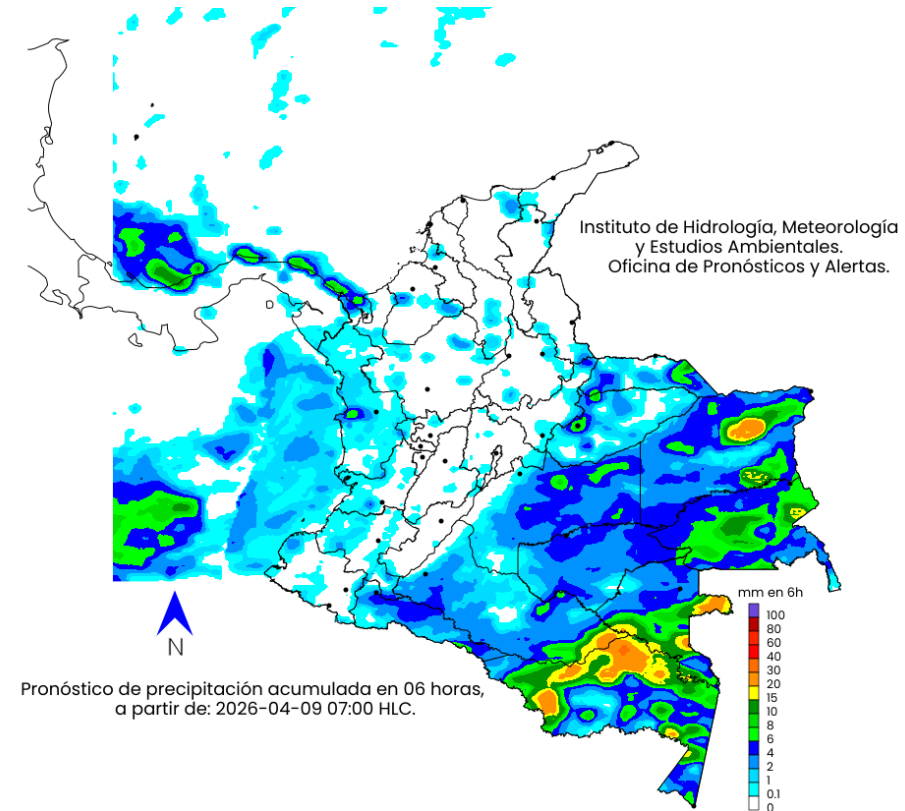 Instituto de Hidrología, Meteorología
y Estudios Ambientales.
Oficina de Pronósticos y Alertas.
mm en 6h
100
80
60
40
30
20
15
10
8
6
4
2
1
0.1
0
N
Pronóstico de precipitación acumulada en 06 horas,
a partir de: 2026-04-09 07:00 HLC.